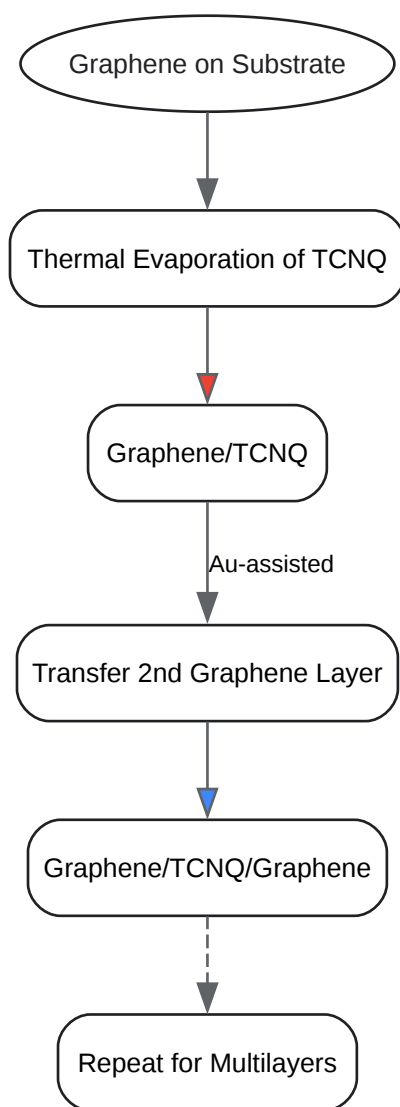 Graphene on Substrate
Thermal Evaporation of TCNQ
Graphene/TCNQ
Au-assisted
Transfer 2nd Graphene Layer
Graphene/TCNQ/Graphene
Repeat for Multilayers